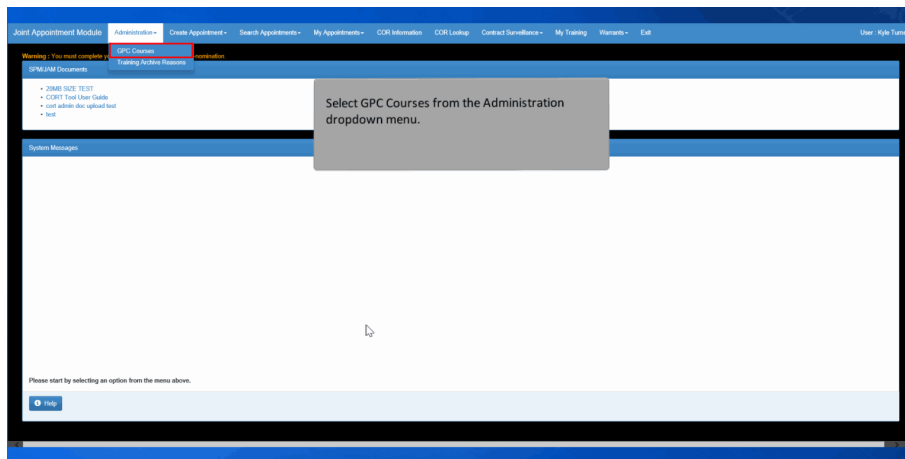 Joint Appointment Module Administration Create Appointment Search Appointments My Appointments COR Information COR Lookup Contract Surveillance My Training Warrants Exit User : Kyle Turne
GPC Courses
Warning : You must complete y nomination.
Training Archive Reasons
SPM/JAM Documents
20MB SIZE TEST
CORT Tool User Guide
cort admin doc upload test
test
Select GPC Courses from the Administration
dropdown menu.
System Messages
Please start by selecting an option from the menu above.
Help